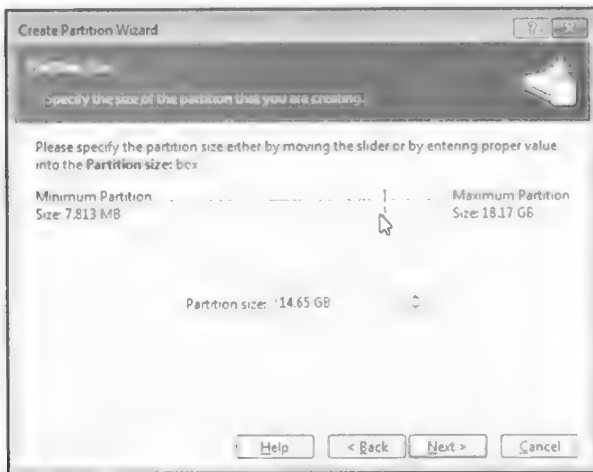 Create Partition Wizard
Specify the size of the partition that you are creating.
Please specify the partition size either by moving the slider or by entering proper value
into the Partition size: box
Minimum Partition
Size: 7.813 MB
Maximum Partition
Size: 18.17 GB
Partition size: 14.65 GB
Help
< Back
Next >
Cancel